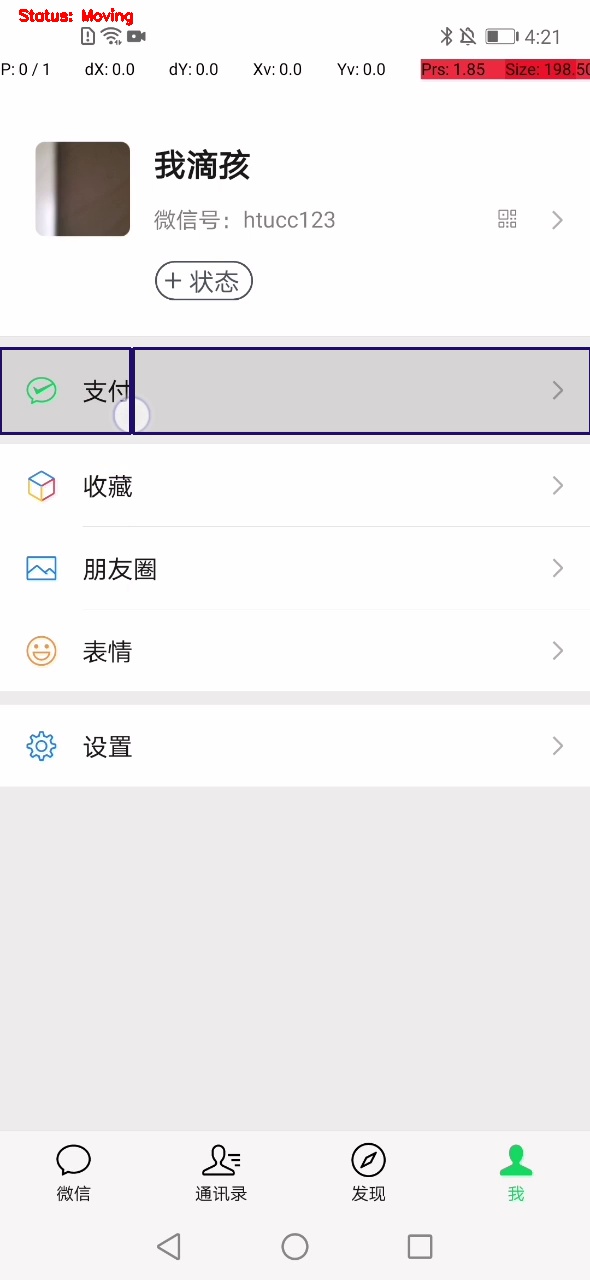 Status: Moving
4:21
P: 0 / 1 dX: 0.0 dY: 0.0 Xv: 0.0 Yv: 0.0 Prs: 1.85 Size: 198.50
我滴孩
微信号: htucc123
+ 状态
支付
收藏
朋友圈
表情
设置
微信 通讯录 发现 我